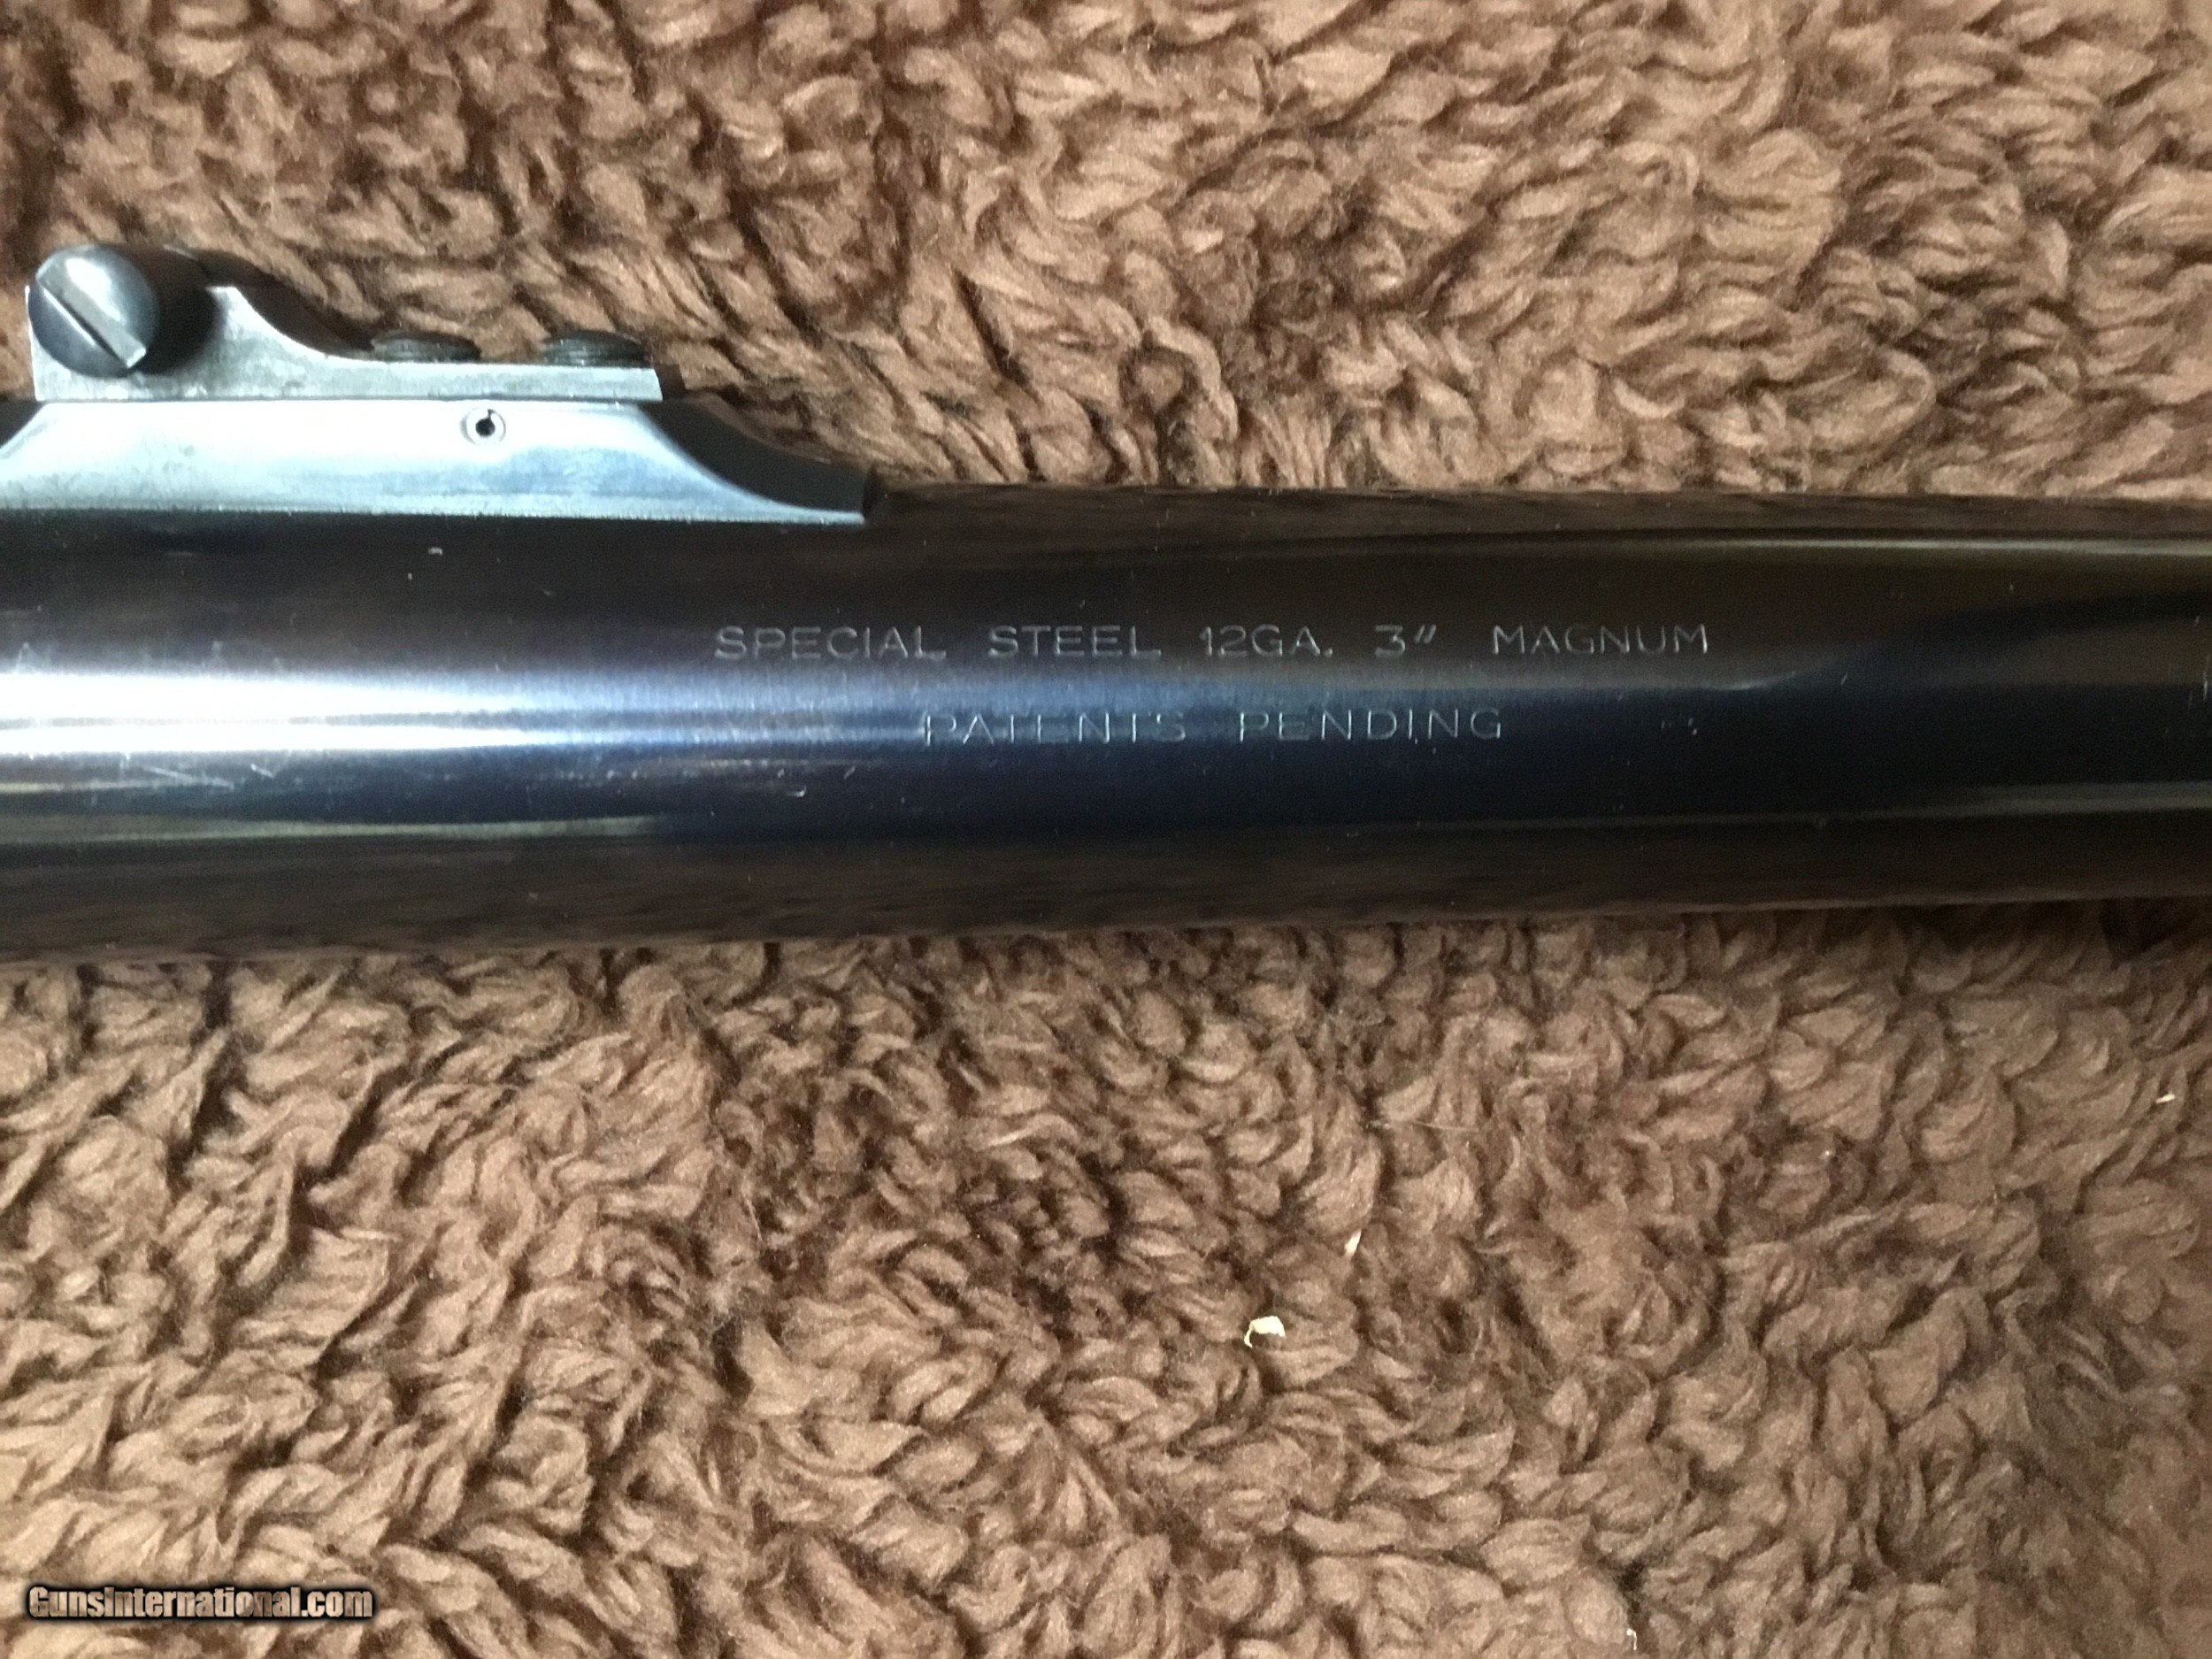 SPECIAL STEEL 12GA. 3" MAGNUM
PATENTS PENDING
GunsInternational.com